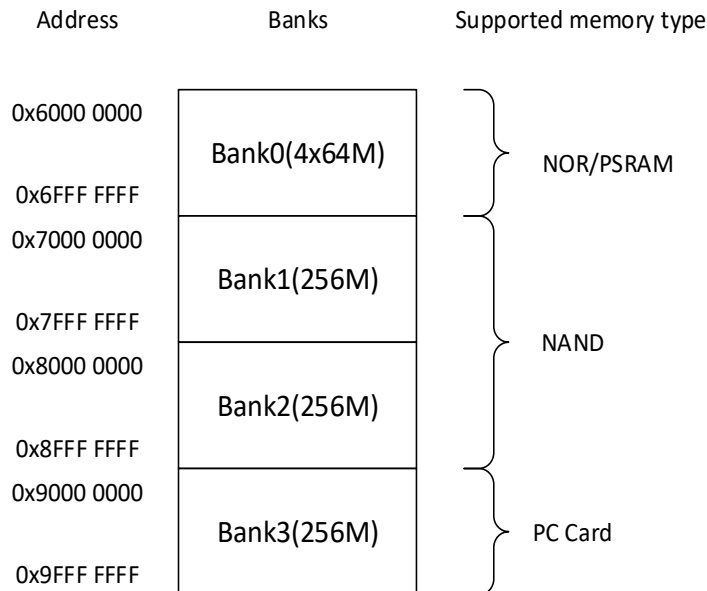 Address Banks Supported memory type
0x6000 0000
Bank0(4x64M) NOR/PSRAM
0x6FFF FFFF
0x7000 0000
Bank1(256M)
0x7FFF FFFF
NAND
0x8000 0000
Bank2(256M)
0x8FFF FFFF
0x9000 0000
Bank3(256M) PC Card
0x9FFF FFFF